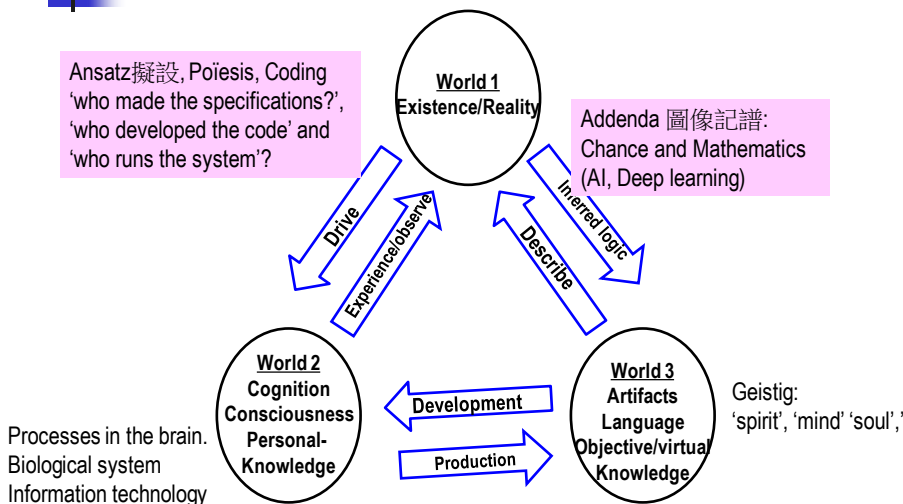 Ansatz擬設, Poïesis, Coding
‘who made the specifications?’,
‘who developed the code’ and
‘who runs the system’?
World 1
Existence/Reality
Addenda 圖像記譜:
Chance and Mathematics
(AI, Deep learning)
Drive
Experience/observe
Describe
Inferred logic
World 2
Cognition
Consciousness
Personal-
Knowledge
Development
Production
World 3
Artifacts
Language
Objective/virtual
Knowledge
Geistig:
‘spirit’, ‘mind’ ‘soul’,’
Processes in the brain.
Biological system
Information technology